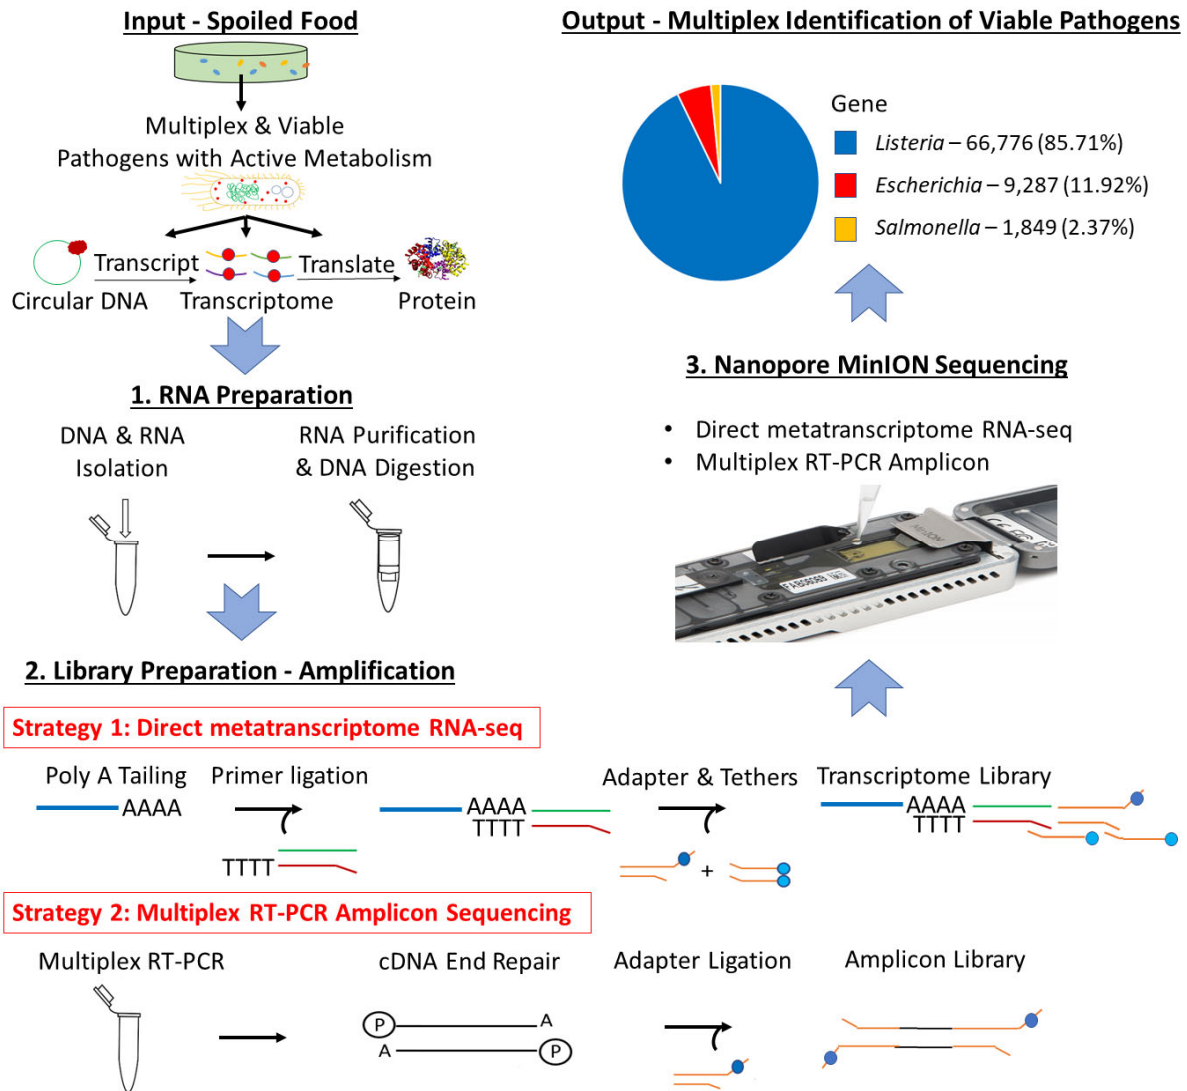 Input - Spoiled Food
Multiplex & Viable
Pathogens with Active Metabolism
Transcript
Translate
Circular DNA
Transcriptome
Protein
1. RNA Preparation
DNA & RNA
Isolation
RNA Purification
& DNA Digestion
2. Library Preparation - Amplification
Strategy 1: Direct metatranscriptome RNA-seq
Poly A Tailing
Primer ligation
Adapter & Tethers
Transcriptome Library
AAAA
TTTT
AAAA
TTTT
+
AAAA
TTTT
Strategy 2: Multiplex RT-PCR Amplicon Sequencing
Multiplex RT-PCR
cDNA End Repair
Adapter Ligation
Amplicon Library
P
A
A
P
Output - Multiplex Identification of Viable Pathogens
Gene
Listeria – 66,776 (85.71%)
Escherichia – 9,287 (11.92%)
Salmonella – 1,849 (2.37%)
3. Nanopore MinION Sequencing
• Direct metatranscriptome RNA-seq
• Multiplex RT-PCR Amplicon
MinION